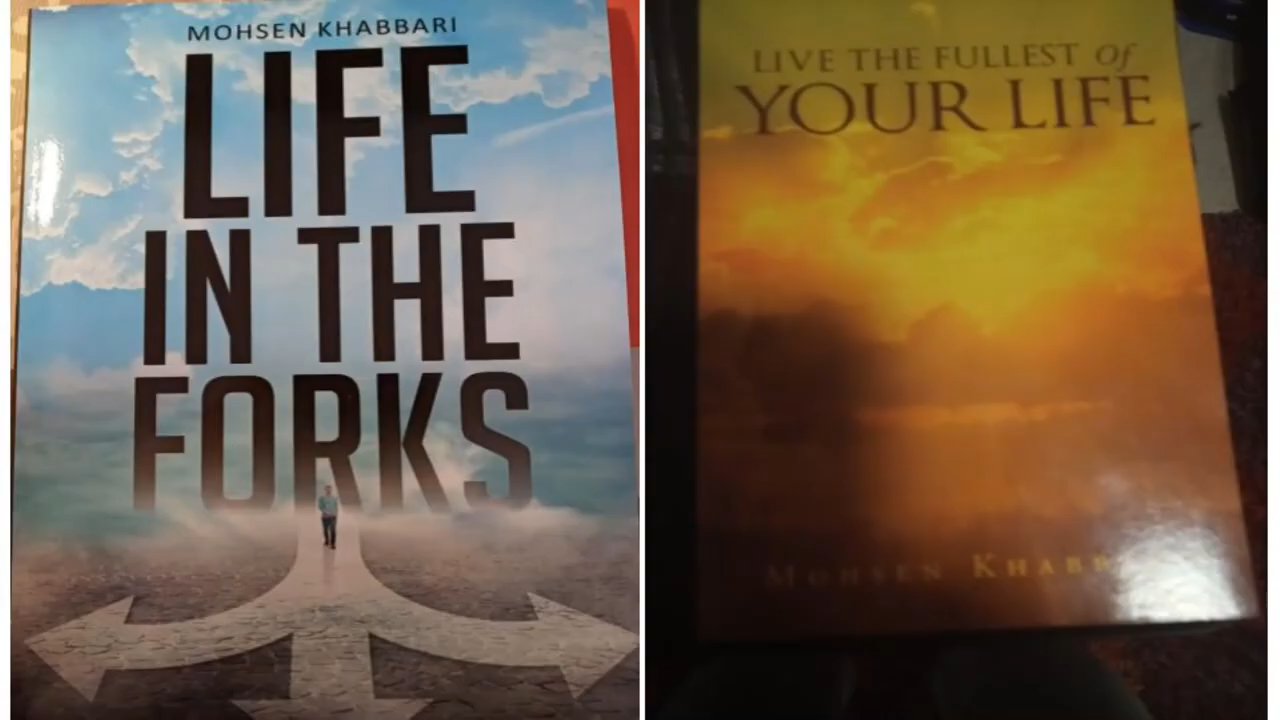 MOHSEN KHABBARI
LIFE
IN THE
FORKS
LIVE THE FULLEST of
YOUR LIFE
MOHSEN